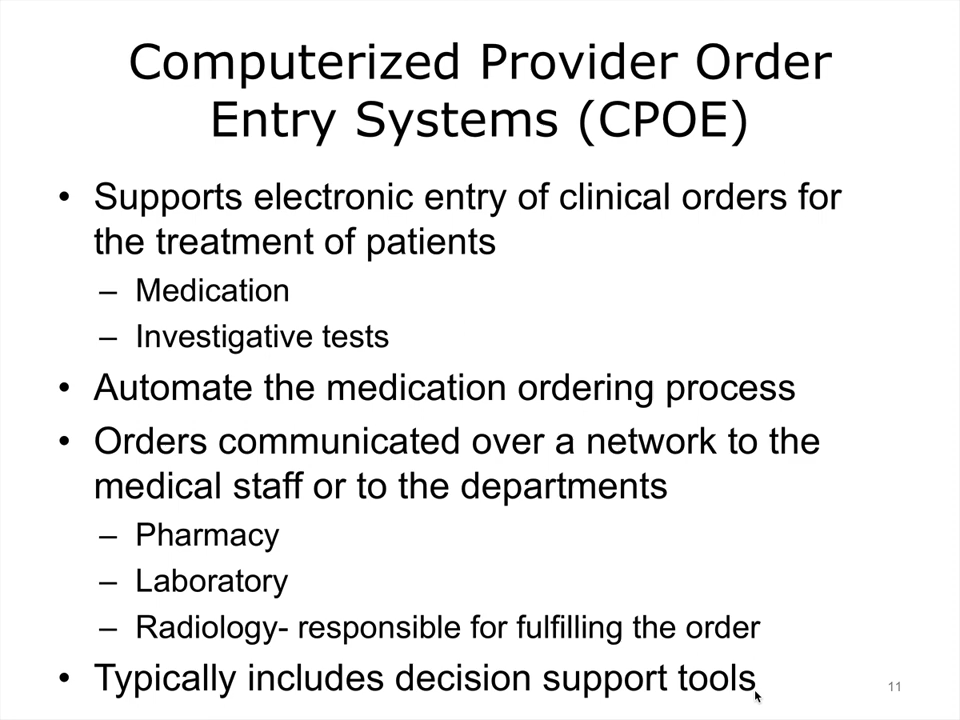 Computerized Provider Order
Entry Systems (CPOE)
• Supports electronic entry of clinical orders for
the treatment of patients
– Medication
– Investigative tests
• Automate the medication ordering process
• Orders communicated over a network to the
medical staff or to the departments
– Pharmacy
– Laboratory
– Radiology- responsible for fulfilling the order
• Typically includes decision support tools
11